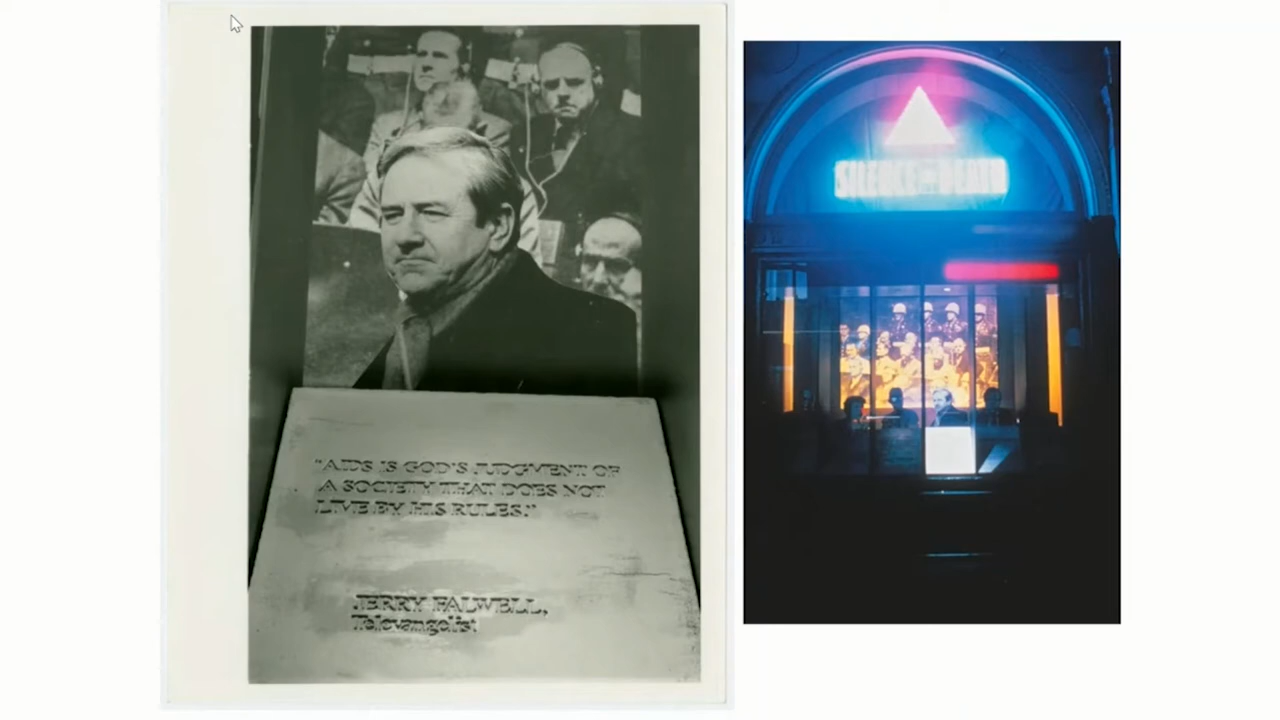 "AIDS IS GOD'S JUDGMENT OF
A SOCIETY THAT DOES NOT
LIVE BY HIS RULES."
JERRY FALWELL,
Televangelist
SILENCE = DEATH